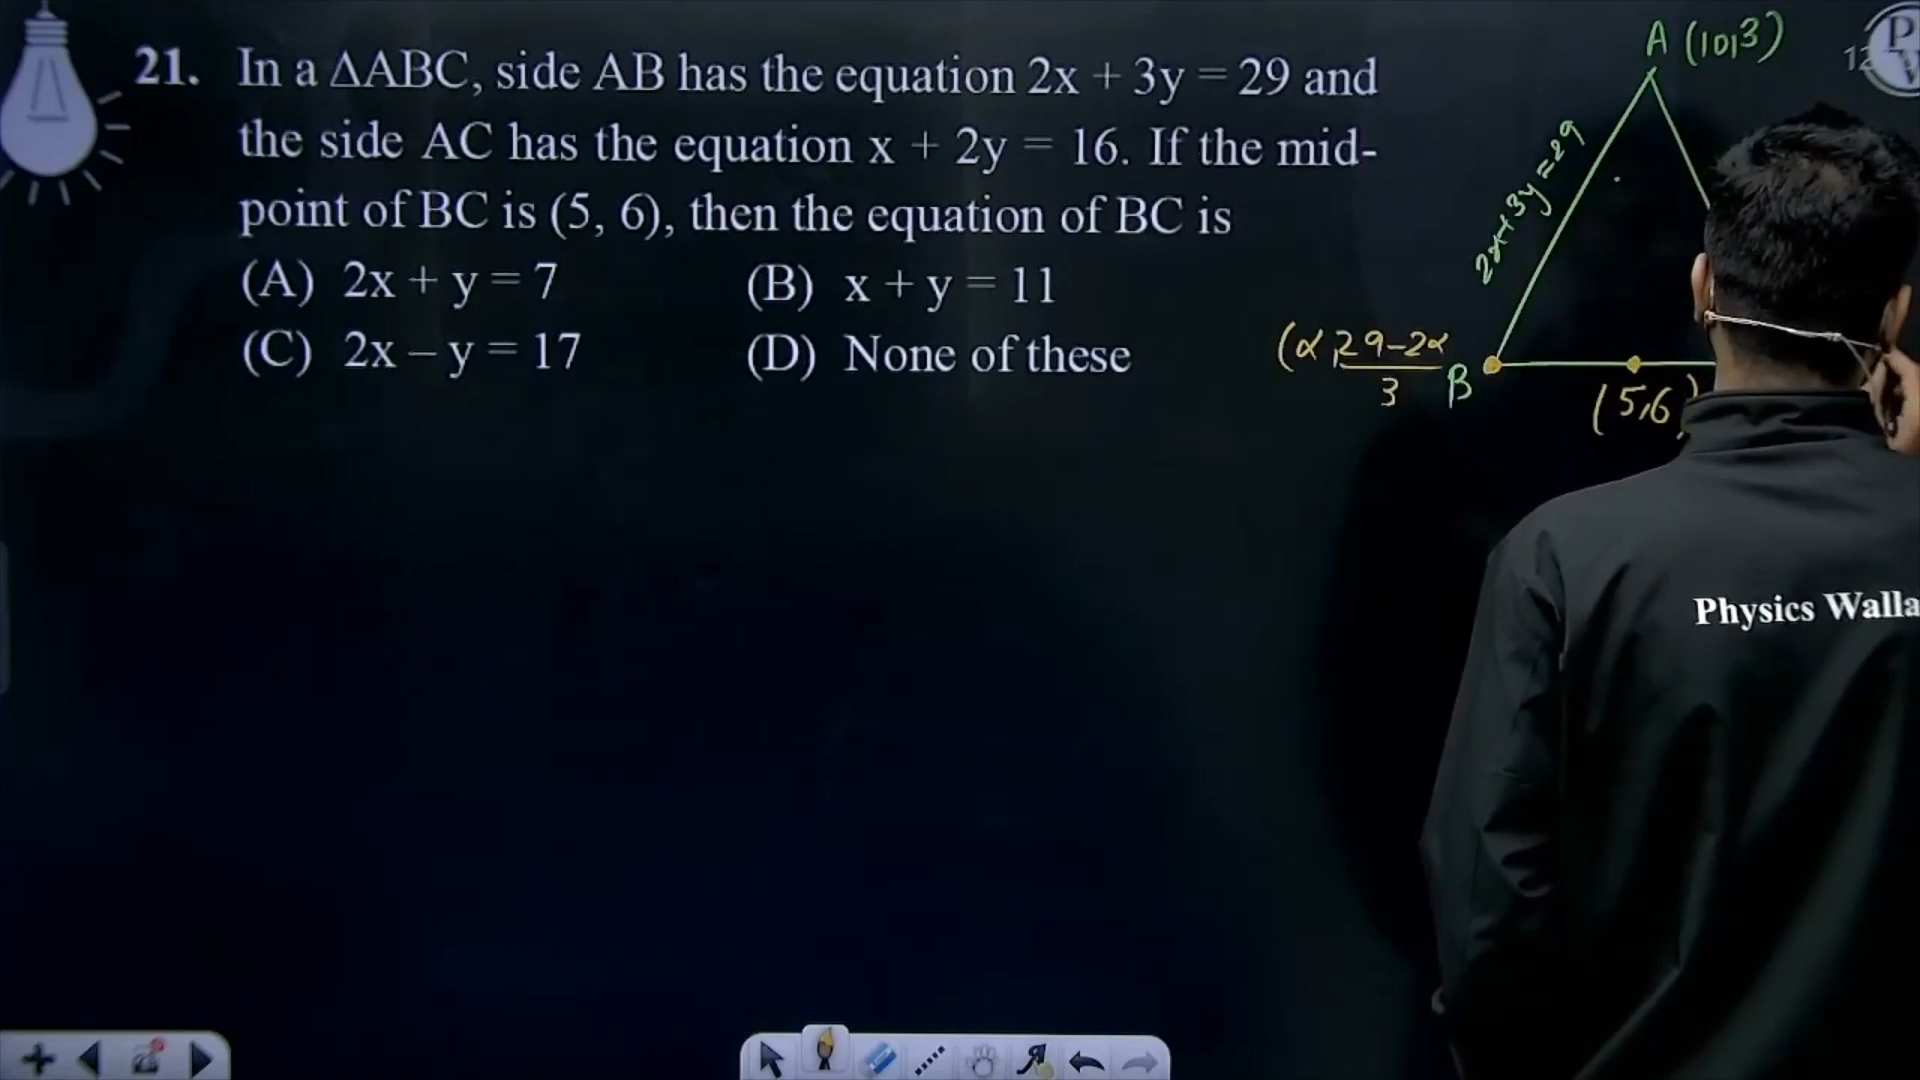 21. In a ΔABC, side AB has the equation 2x + 3y = 29 and
the side AC has the equation x + 2y = 16. If the mid-
point of BC is (5, 6), then the equation of BC is
(A) 2x + y = 7 (B) x + y = 11
(C) 2x – y = 17 (D) None of these
A (10,3)
2x+3y=29
(α, 29-2α
3
B
(5,6)
Physics Walla